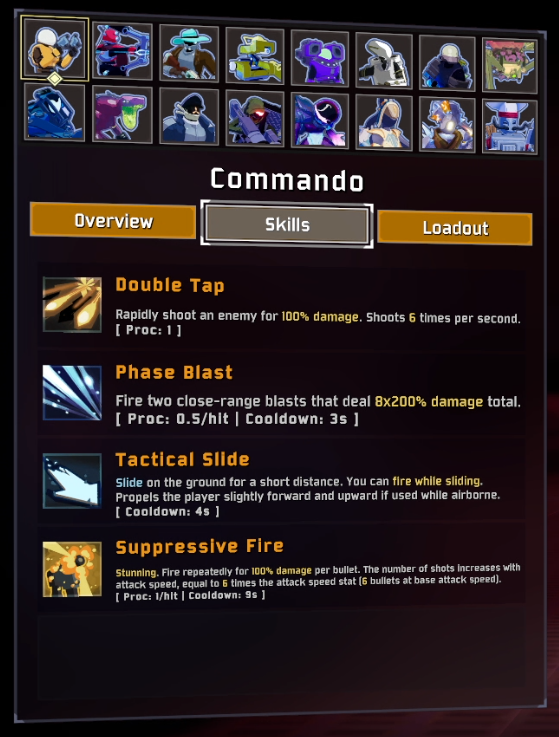 Commando
Overview
Skills
Loadout
Double Tap
Rapidly shoot an enemy for 100% damage. Shoots 6 times per second.
[ Proc: 1 ]
Phase Blast
Fire two close-range blasts that deal 8x200% damage total.
[ Proc: 0.5/hit | Cooldown: 3s ]
Tactical Slide
Slide on the ground for a short distance. You can fire while sliding.
Propels the player slightly forward and upward if used while airborne.
[ Cooldown: 4s ]
Suppressive Fire
Stunning. Fire repeatedly for 100% damage per bullet. The number of shots increases with
attack speed, equal to 6 times the attack speed stat (6 bullets at base attack speed).
[ Proc: 1/hit | Cooldown: 9s ]